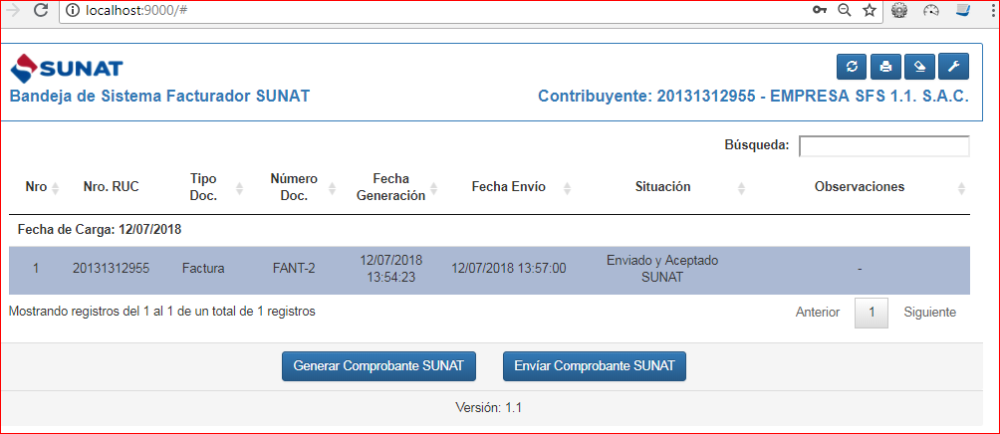 localhost:9000/#
SUNAT
Bandeja de Sistema Facturador SUNAT
Contribuyente: 20131312955 - EMPRESA SFS 1.1. S.A.C.
Búsqueda:
Nro Nro. RUC Tipo Doc. Número Doc. Fecha Generación Fecha Envío Situación Observaciones
Fecha de Carga: 12/07/2018
1 20131312955 Factura FANT-2 12/07/2018 13:54:23 12/07/2018 13:57:00 Enviado y Aceptado SUNAT -
Mostrando registros del 1 al 1 de un total de 1 registros
Anterior 1 Siguiente
Generar Comprobante SUNAT Envíar Comprobante SUNAT
Versión: 1.1